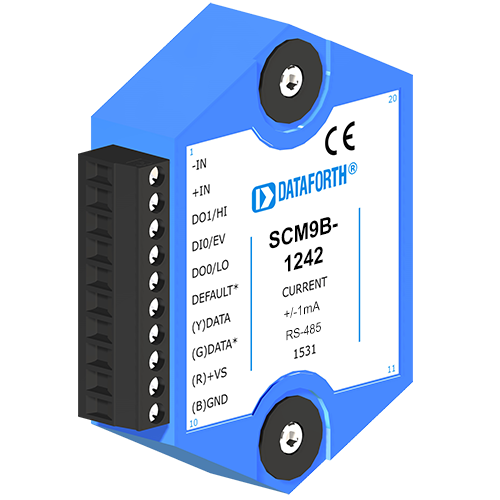 1
20
-IN
+IN
DO1/HI
DI0/EV
DO0/LO
DEFAULT*
(Y)DATA
(G)DATA*
(R)+VS
(B)GND
10
CE
DATAFORTH®
SCM9B-
1242
CURRENT
+/-1mA
RS-485
1531
11